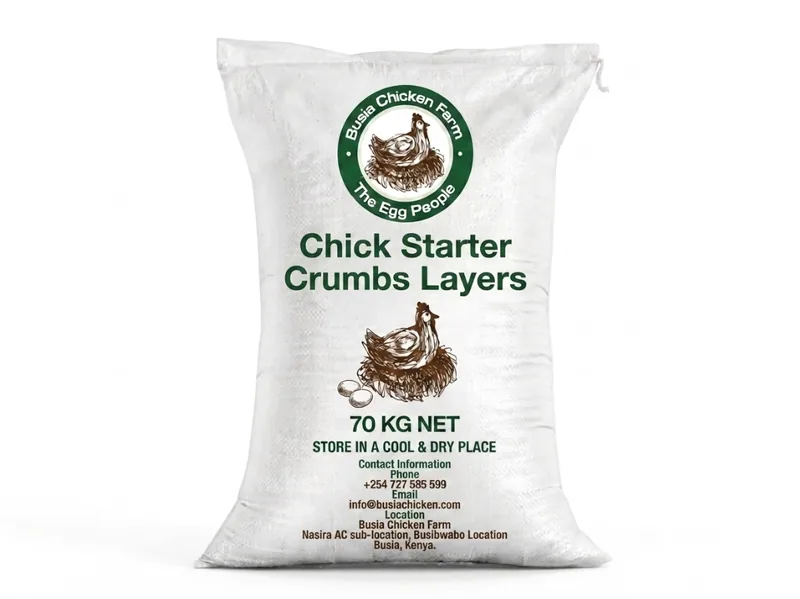 Busia Chicken Farm
The Egg People
Chick Starter
Crumbs Layers
70 KG NET
STORE IN A COOL & DRY PLACE
Contact Information
Phone
+254 727 585 599
Email
info@busiachicken.com
Location
Busia Chicken Farm
Nasira AC sub-location, Busibwabo Location
Busia, Kenya.